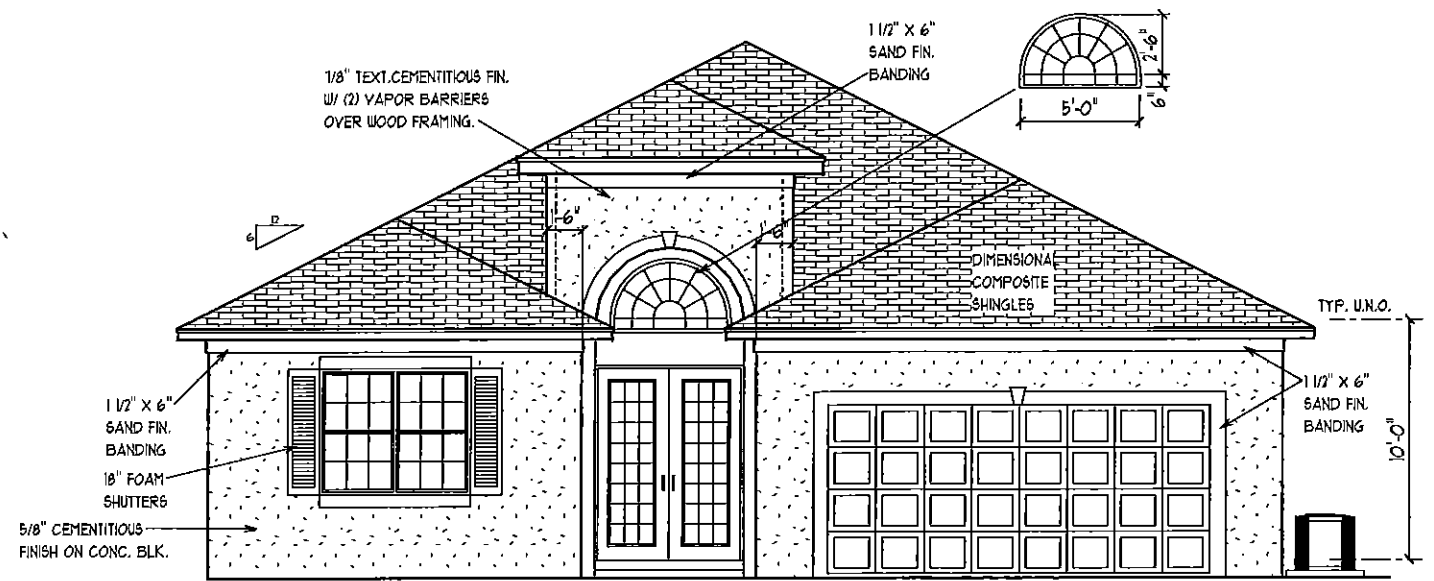 1 1/2" X 6"
SAND FIN.
BANDING
2'-6"
6"
5'-0"
7/8" TEXT.CEMENTITIOUS FIN.
W/ (2) VAPOR BARRIERS
OVER WOOD FRAMING.
12
6
1'-6"
1'-6"
DIMENSIONAL
COMPOSITE
SHINGLES
TYP. U.N.O.
1 1/2" X 6"
SAND FIN.
BANDING
18" FOAM
SHUTTERS
5/8" CEMENTITIOUS
FINISH ON CONC. BLK.
1 1/2" X 6"
SAND FIN.
BANDING
10'-0"